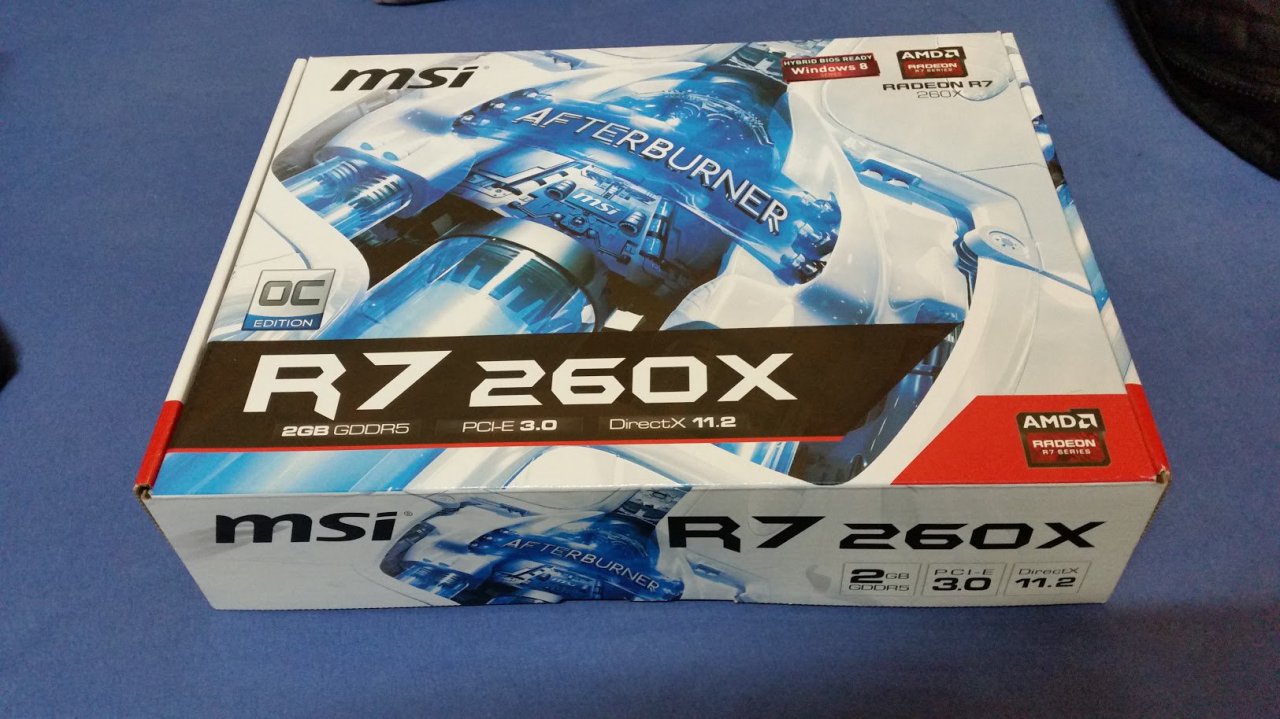 msi
HYBRID BIOS READY
Windows 8
AMD
RADEON
R7 SERIES
RADEON R7
260X
AFTERBURNER
msi
OC
EDITION
R7 260X
2GB GDDR5 PCI-E 3.0 DirectX 11.2
AMD
RADEON
R7 SERIES
msi
AFTERBURNER
R7 260X
2GB GDDR5
PCI-E 3.0
DirectX 11.2